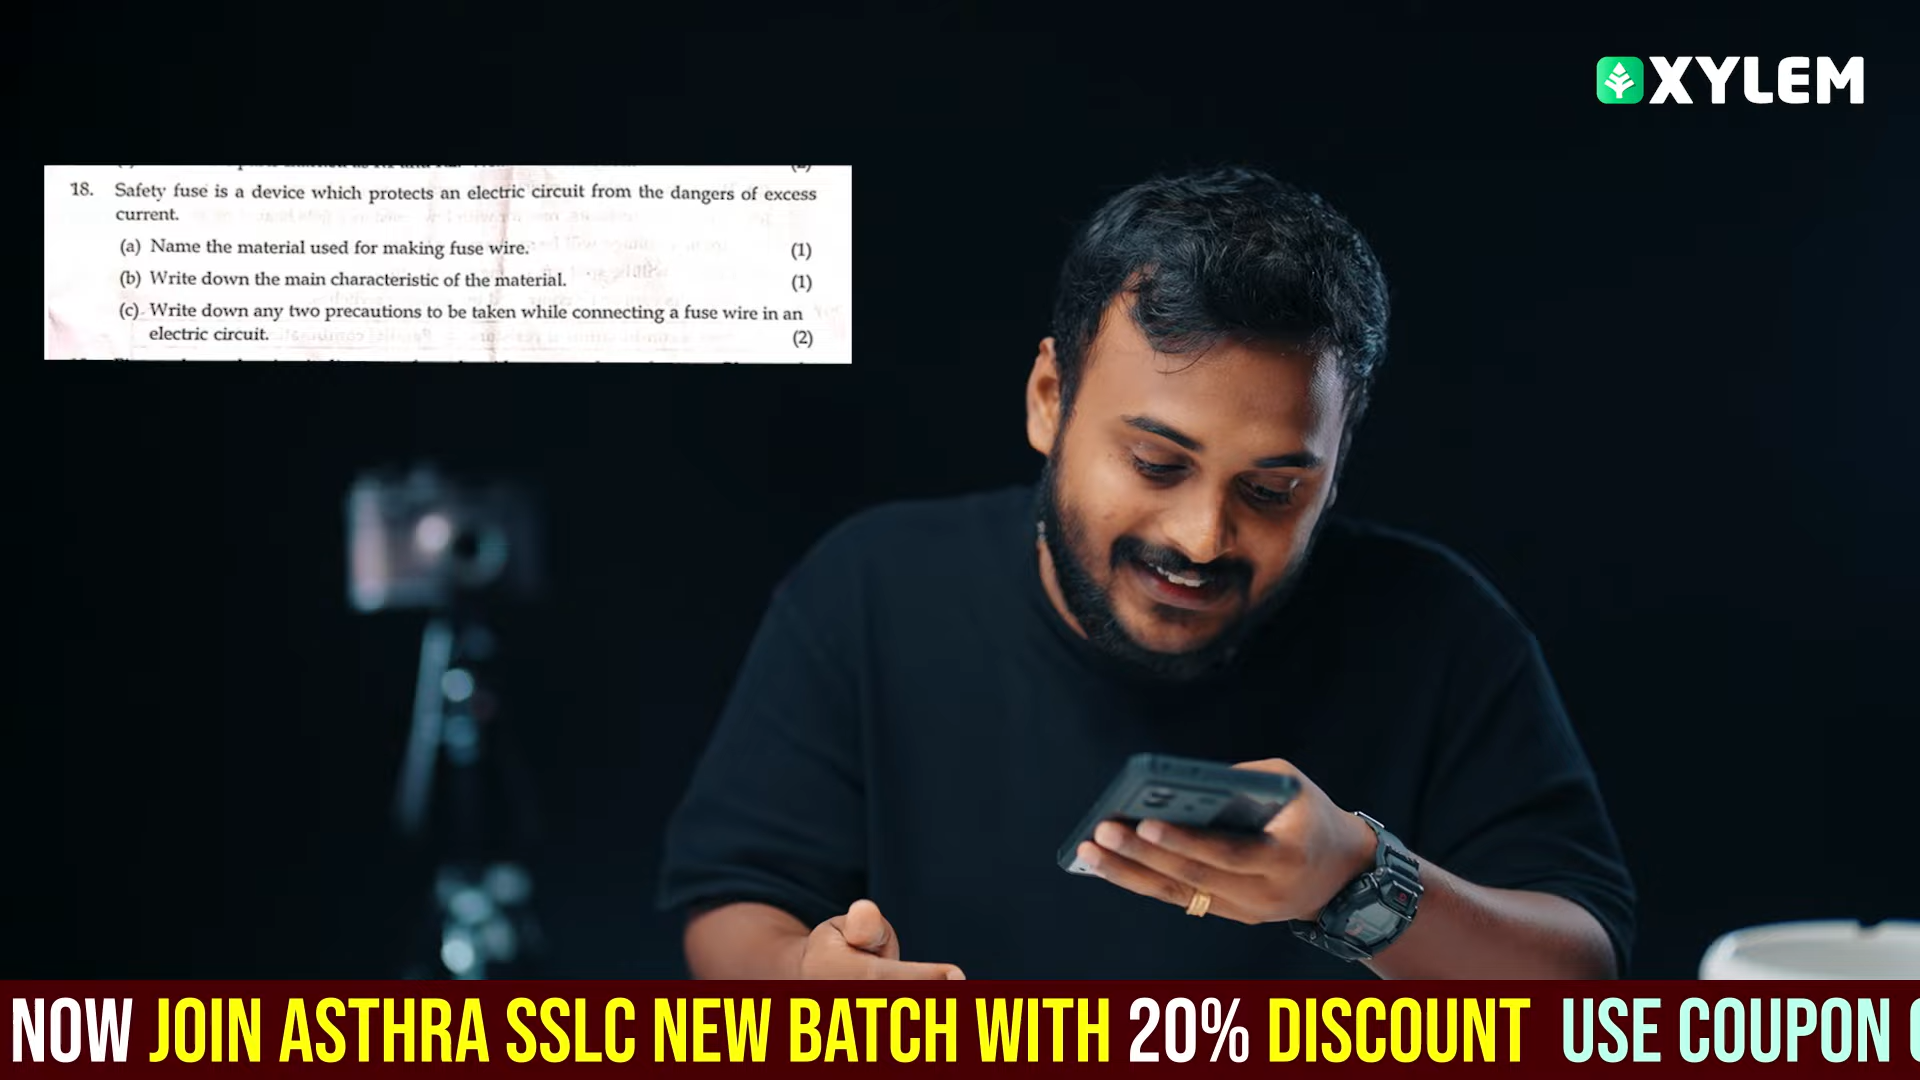 XYLEM
18. Safety fuse is a device which protects an electric circuit from the dangers of excess
current.
(a) Name the material used for making fuse wire. (1)
(b) Write down the main characteristic of the material. (1)
(c) Write down any two precautions to be taken while connecting a fuse wire in an
electric circuit. (2)
NOW JOIN ASTHRA SSLC NEW BATCH WITH 20% DISCOUNT USE COUPON